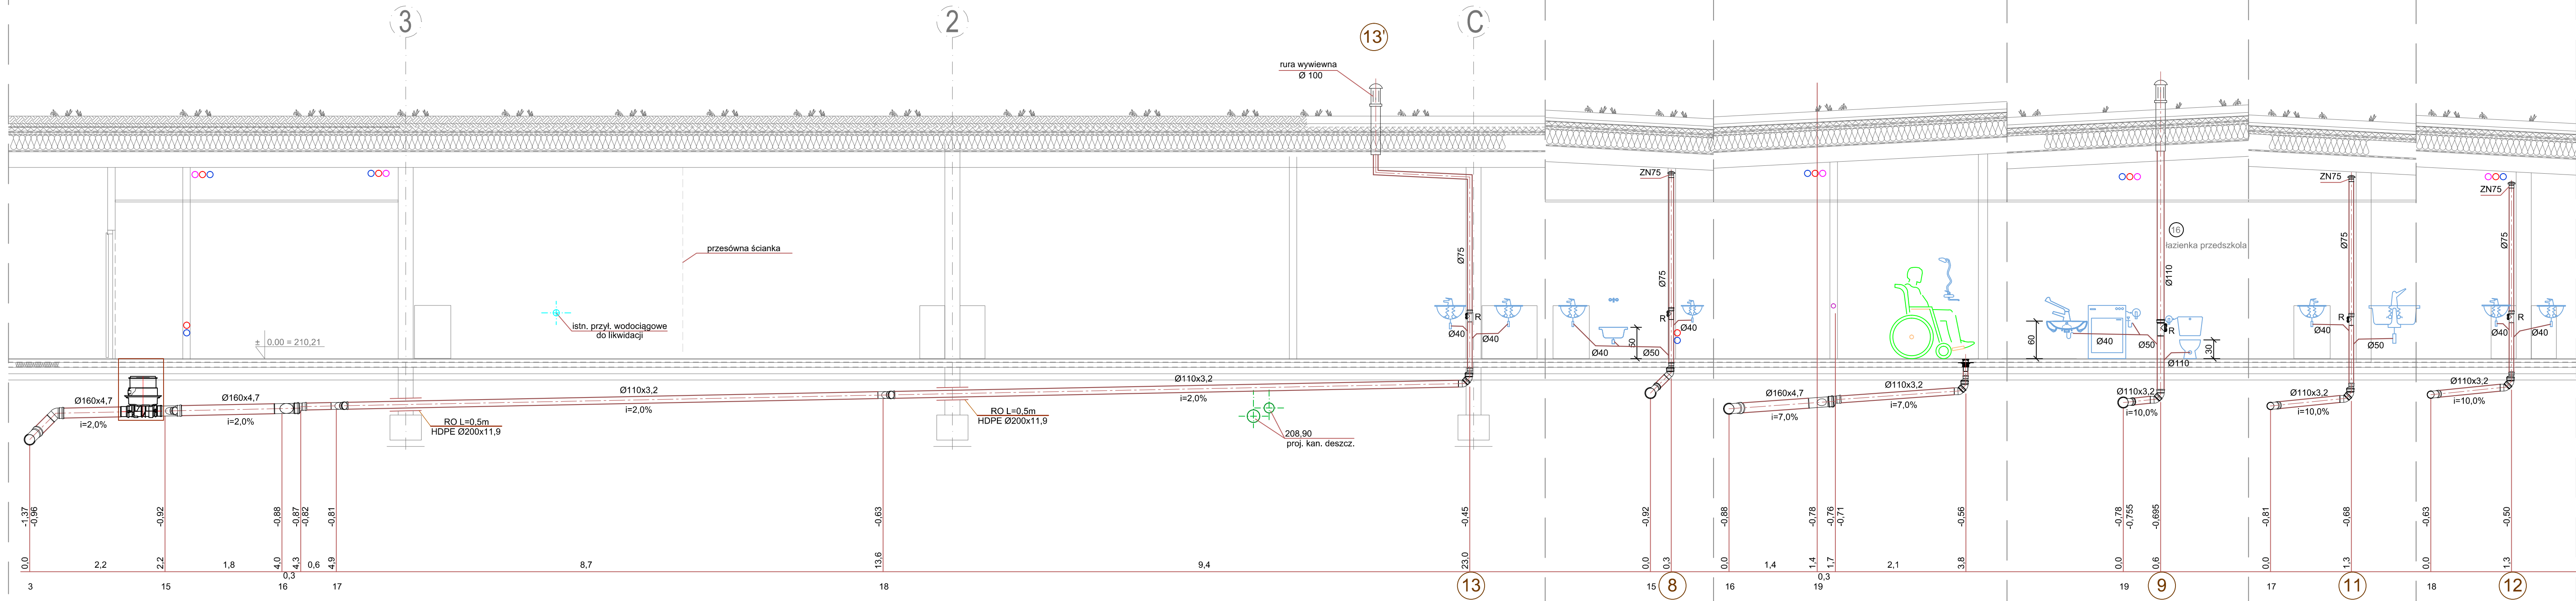 3
2
C
13'
rura wywiewna
Ø 100
ZN75
ZN75
ZN75
16
łazienka przedszkola
przesówna ścianka
Ø75
Ø75
Ø110
Ø75
Ø75
istn. przył. wodociągowe
do likwidacji
± 0,00 = 210,21
R
Ø40
Ø40
R
Ø40
Ø40
50
Ø50
60
Ø40
Ø50
R
Ø110
30
R
Ø40
Ø50
R
Ø40
Ø40
Ø160x4,7
i=2,0%
Ø160x4,7
i=2,0%
Ø110x3,2
i=2,0%
Ø110x3,2
i=2,0%
RO L=0,5m
HDPE Ø200x11,9
RO L=0,5m
HDPE Ø200x11,9
208,90
proj. kan. deszcz.
Ø160x4,7
i=7,0%
Ø110x3,2
i=7,0%
Ø110x3,2
i=10,0%
Ø110x3,2
i=10,0%
Ø110x3,2
i=10,0%
-1,37
-0,96
-0,92
-0,88
-0,87
-0,82
-0,81
-0,63
-0,45
-0,92
-0,88
-0,78
-0,76
-0,71
-0,56
-0,78
-0,755
-0,695
-0,81
-0,68
-0,63
-0,50
0,0
2,2
2,2
1,8
4,0
0,3
4,3
0,6
4,9
8,7
13,6
9,4
23,0
0,0
0,3
0,0
1,4
1,4
0,3
1,7
2,1
3,8
0,0
0,6
0,0
1,3
0,0
1,3
3
15
16
17
18
13
15
8
16
19
19
9
17
11
18
12